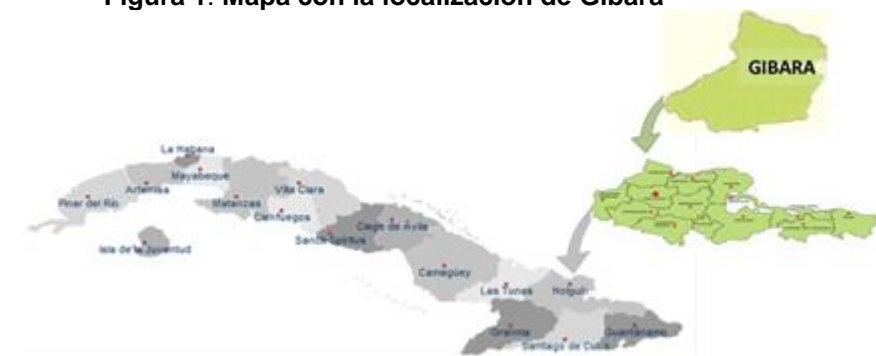 Figura 1. Mapa con la localización de Gibara
GIBARA
La Habana
Mayabeque
Artemisa
Pinar del Río
Matanzas
Villa Clara
Cienfuegos
Sancti Spíritus
Ciego de Ávila
Isla de la Juventud
Camagüey
Las Tunas
Holguín
Granma
Santiago de Cuba
Guantánamo